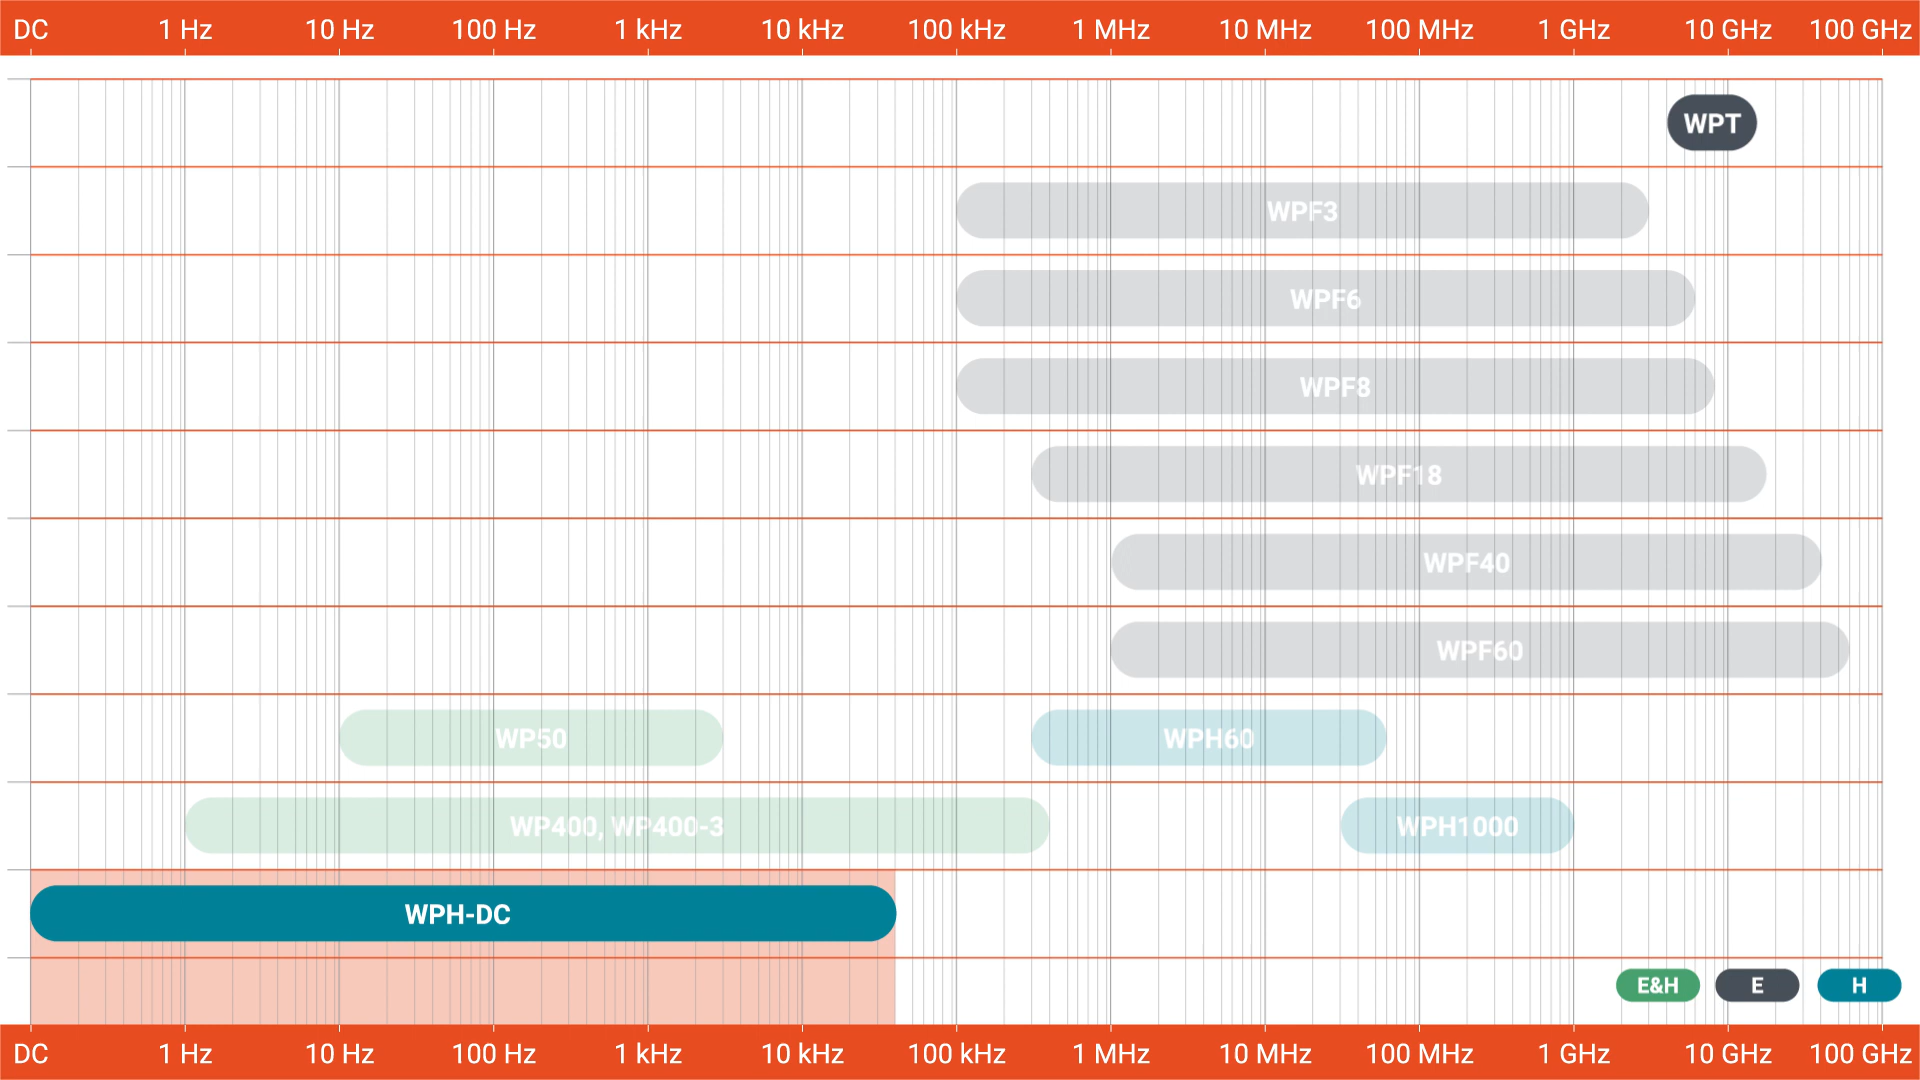 DC 1 Hz 10 Hz 100 Hz 1 kHz 10 kHz 100 kHz 1 MHz 10 MHz 100 MHz 1 GHz 10 GHz 100 GHz
WPT
WPF3
WPF6
WPF8
WPF18
WPF40
WPF60
WP50 WPH60
WP400, WP400-3 WPH1000
WPH-DC
E&H E H
DC 1 Hz 10 Hz 100 Hz 1 kHz 10 kHz 100 kHz 1 MHz 10 MHz 100 MHz 1 GHz 10 GHz 100 GHz